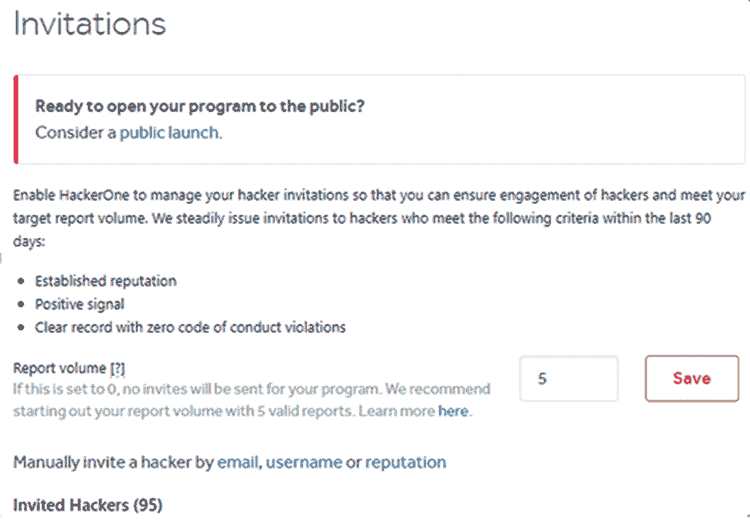 Invitations
Ready to open your program to the public?
Consider a public launch.
Enable HackerOne to manage your hacker invitations so that you can ensure engagement of hackers and meet your
target report volume. We steadily issue invitations to hackers who meet the following criteria within the last 90
days:
• Established reputation
• Positive signal
• Clear record with zero code of conduct violations
Report volume [?]
If this is set to 0, no invites will be sent for your program. We recommend
starting out your report volume with 5 valid reports. Learn more here.
5
Save
Manually invite a hacker by email, username or reputation
Invited Hackers (95)